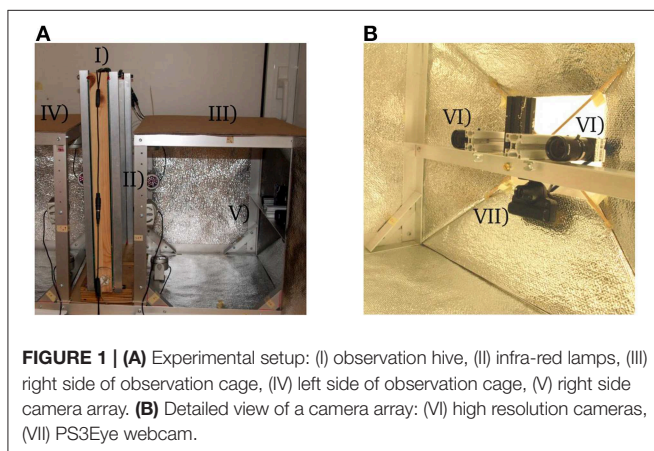 A
B
I)
IV)
III)
II)
V)
VI)
VI)
VII)
FIGURE 1 | (A) Experimental setup: (I) observation hive, (II) infra-red lamps, (III)
right side of observation cage, (IV) left side of observation cage, (V) right side
camera array. (B) Detailed view of a camera array: (VI) high resolution cameras,
(VII) PS3Eye webcam.